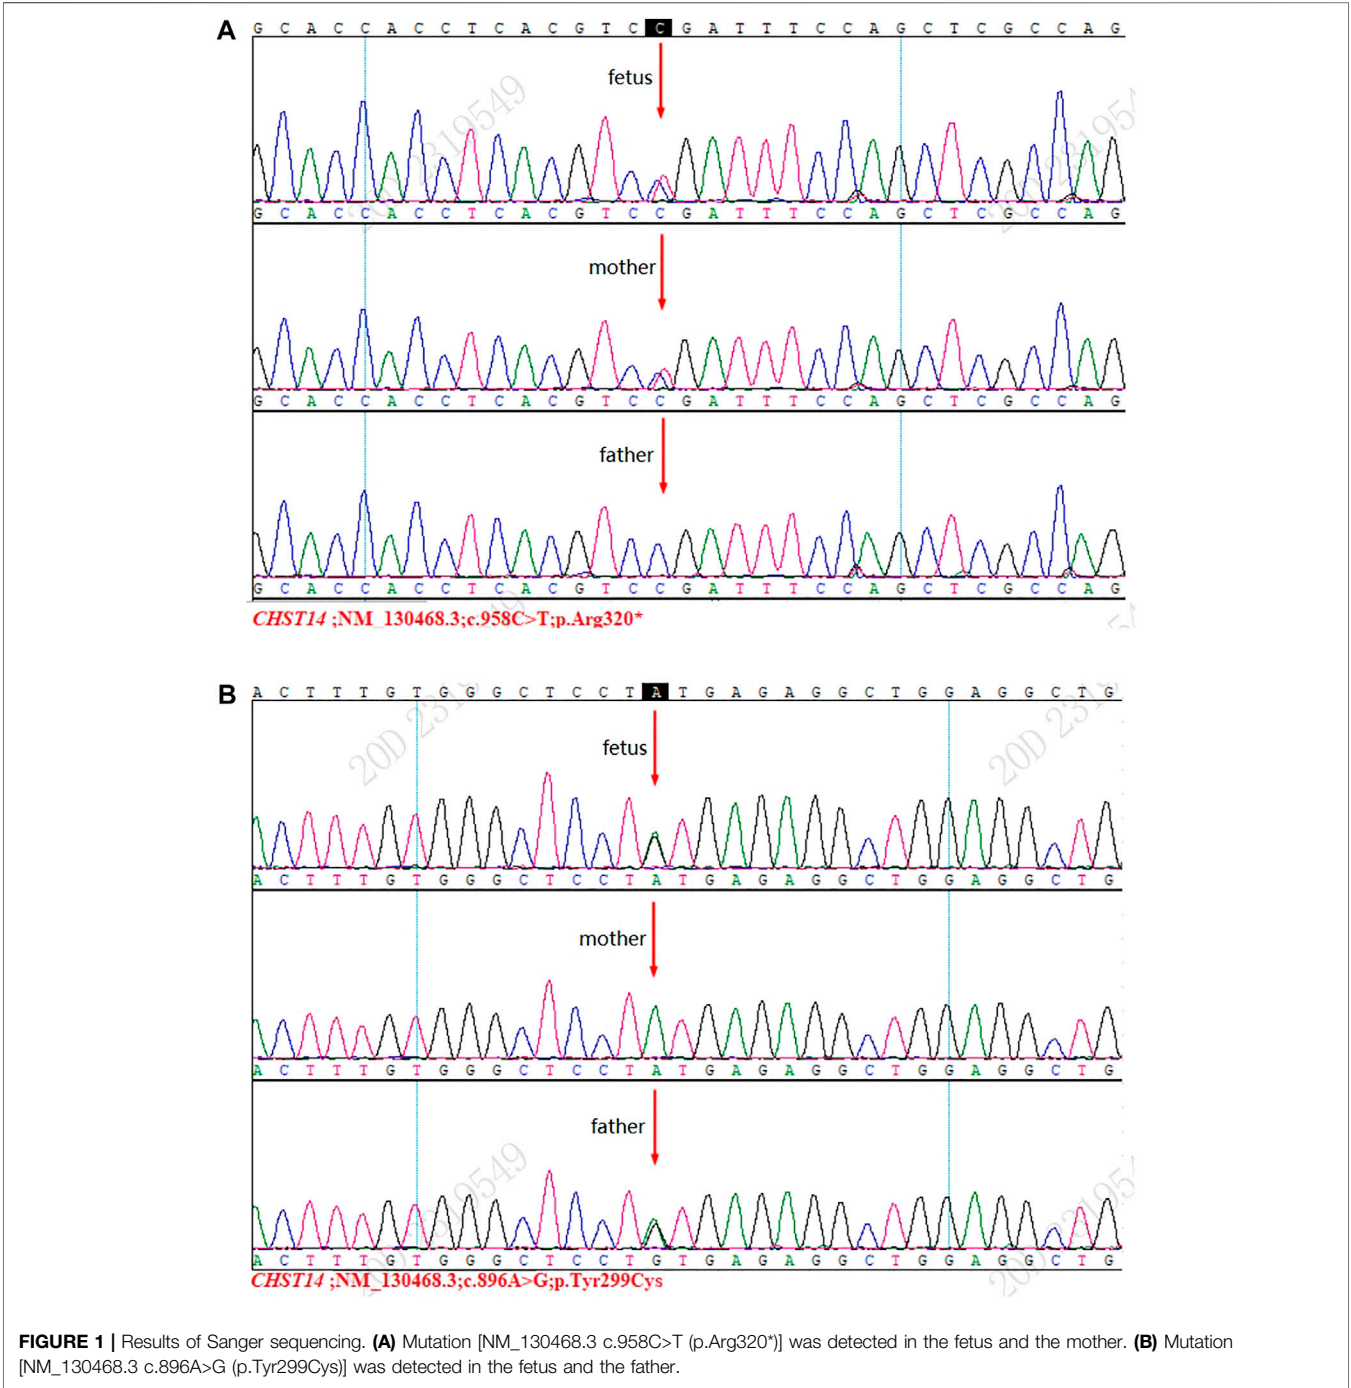 A
G C A C C A C C T C A C G T C C G A T T T C C A G C T C G C C A G
fetus
G C A C C A C C T C A C G T C C G A T T T C C A G C T C G C C A G
mother
G C A C C A C C T C A C G T C C G A T T T C C A G C T C G C C A G
father
G C A C C A C C T C A C G T C C G A T T T C C A G C T C G C C A G
CHST14 ;NM_130468.3;c.958C>T;p.Arg320*
B
A C T T T G T G G G C T C C T A T G A G A G G C T G G A G G C T G
fetus
A C T T T G T G G G C T C C T A T G A G A G G C T G G A G G C T G
mother
A C T T T G T G G G C T C C T A T G A G A G G C T G G A G G C T G
father
A C T T T G T G G G C T C C T G T G A G A G G C T G G A G G C T G
CHST14 ;NM_130468.3;c.896A>G;p.Tyr299Cys
FIGURE 1 | Results of Sanger sequencing. (A) Mutation [NM_130468.3 c.958C>T (p.Arg320*)] was detected in the fetus and the mother. (B) Mutation
[NM_130468.3 c.896A>G (p.Tyr299Cys)] was detected in the fetus and the father.